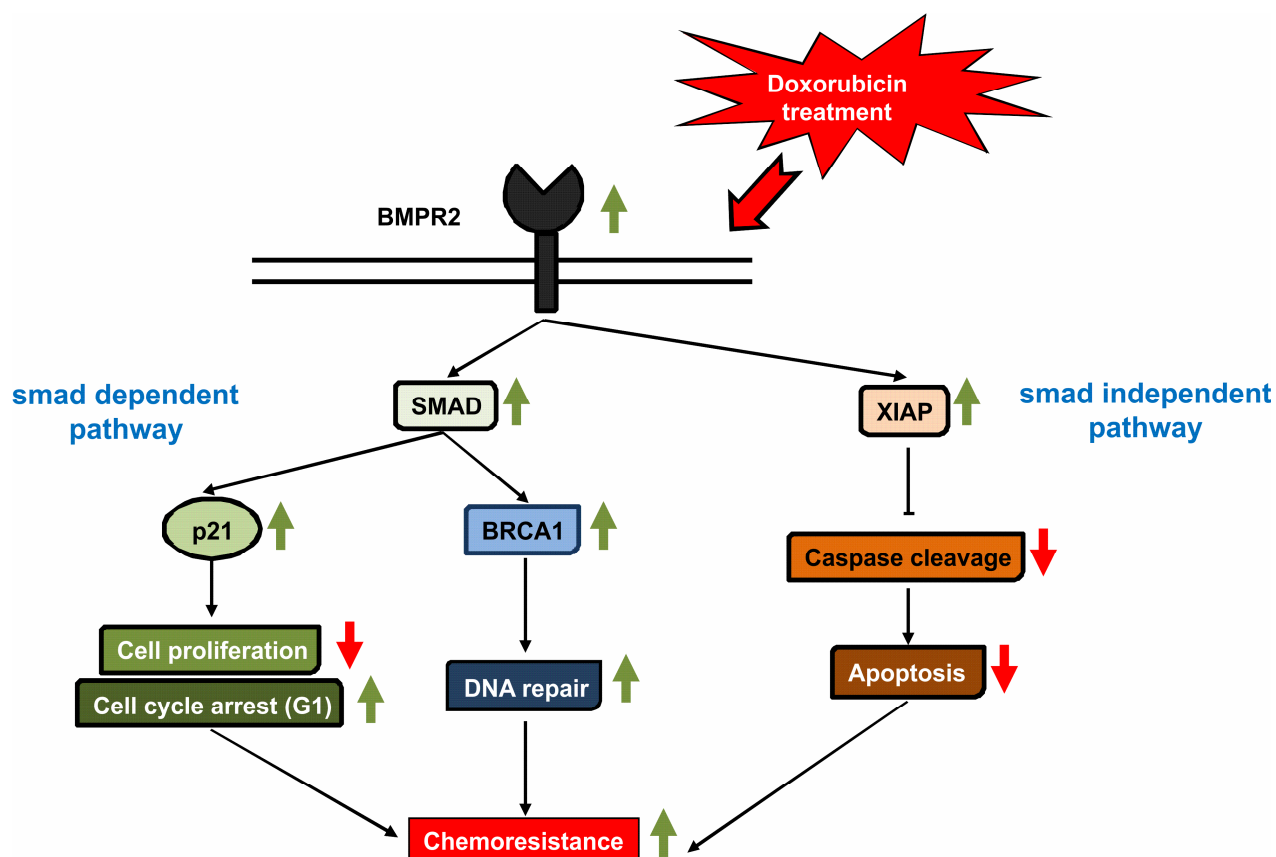 Doxorubicin
treatment
BMPR2
smad dependent
pathway
SMAD
XIAP
smad independent
pathway
p21
BRCA1
Caspase cleavage
Cell proliferation
Cell cycle arrest (G1)
DNA repair
Apoptosis
Chemoresistance